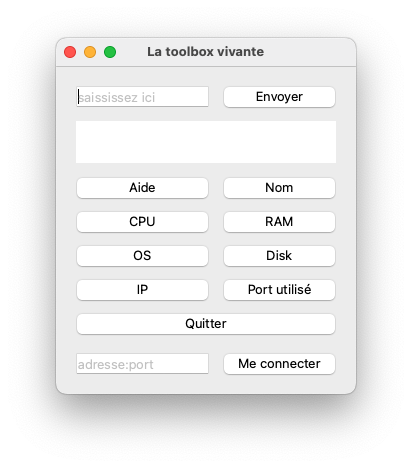 La toolbox vivante
saississez ici Envoyer
Aide Nom
CPU RAM
OS Disk
IP Port utilisé
Quitter
adresse:port Me connecter